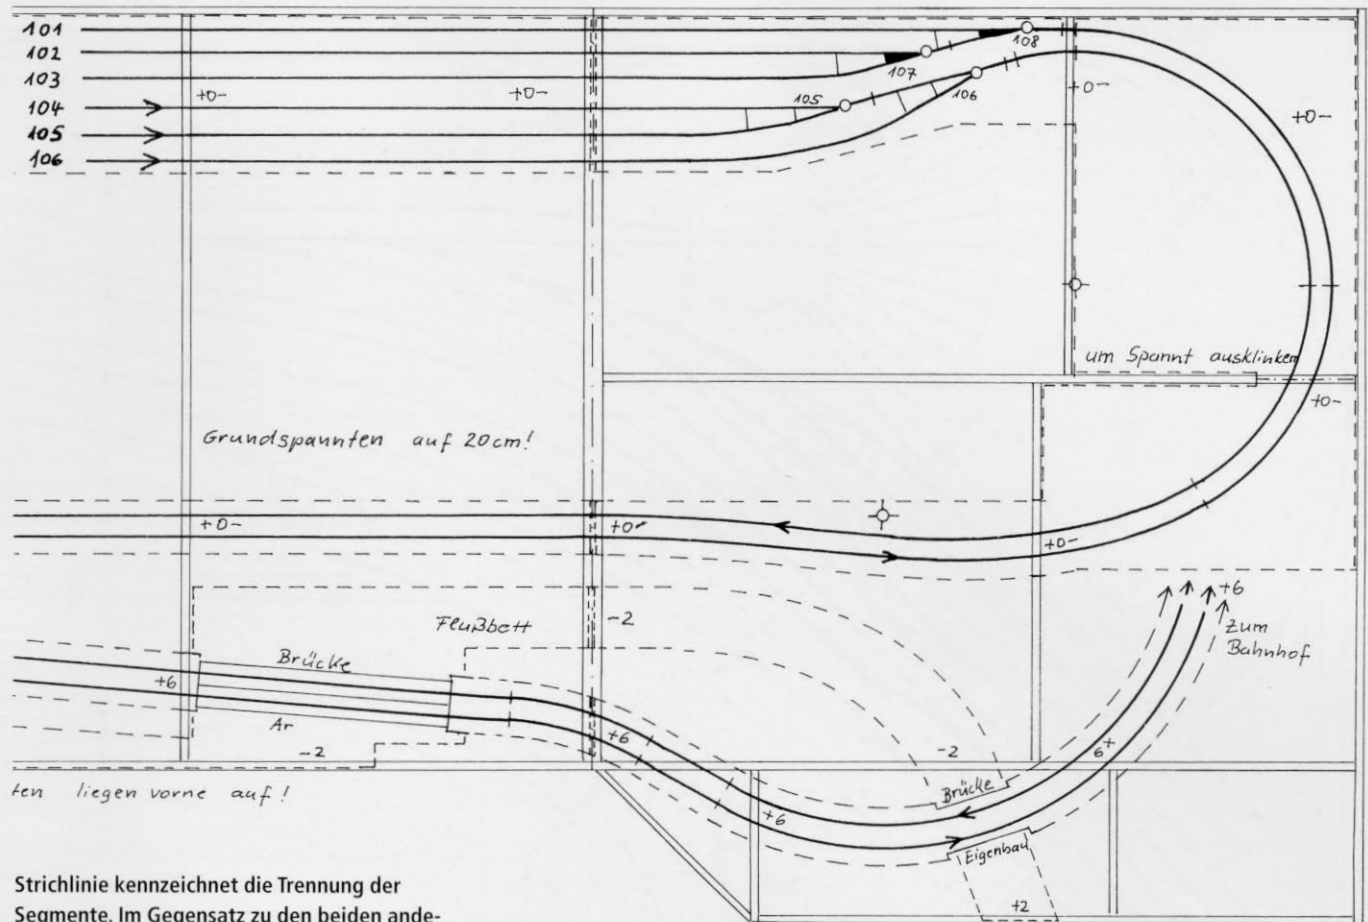 101
102
103
104
105
106
+0-
+0-
108
107
105
106
+0-
+0-
um Spannt ausklinken
+0-
Grundspannten auf 20cm!
+0-
+0-
+0-
Flußbett
-2
+6
Zum
Bahnhof
Brücke
+6
Ar
-2
+6
-2
6+
Brücke
+6
Eigenbau
+2
ten liegen vorne auf!
Strichlinie kennzeichnet die Trennung der
Segmente. Im Gegensatz zu den beiden ande-